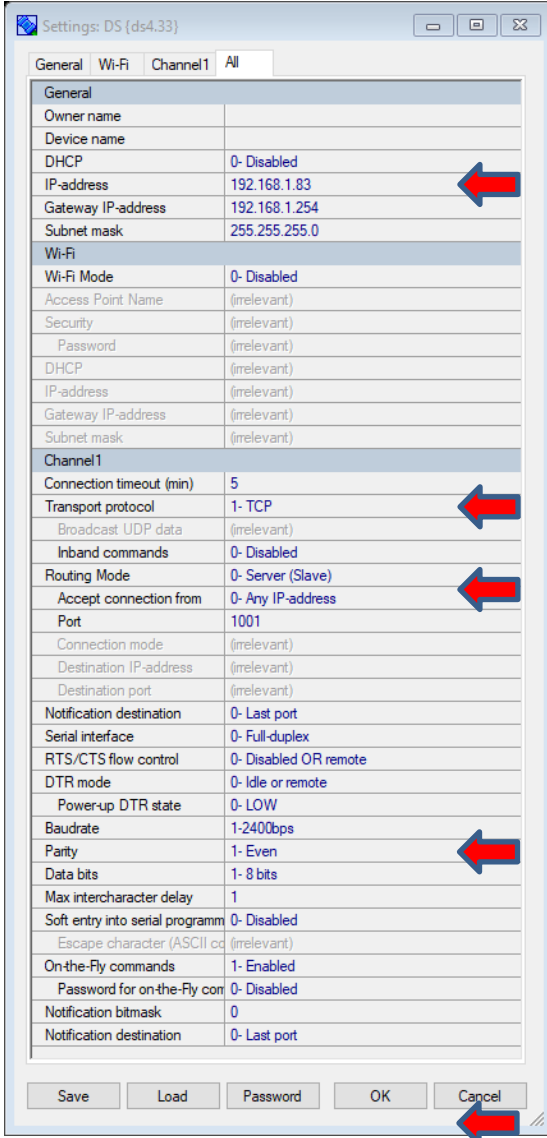 Settings: DS {ds4.33}
General Wi-Fi Channel1 All
General
Owner name
Device name
DHCP 0- Disabled
IP-address 192.168.1.83
Gateway IP-address 192.168.1.254
Subnet mask 255.255.255.0
Wi-Fi
Wi-Fi Mode 0- Disabled
Access Point Name (irrelevant)
Security (irrelevant)
Password (irrelevant)
DHCP (irrelevant)
IP-address (irrelevant)
Gateway IP-address (irrelevant)
Subnet mask (irrelevant)
Channel1
Connection timeout (min) 5
Transport protocol 1- TCP
Broadcast UDP data (irrelevant)
Inband commands 0- Disabled
Routing Mode 0- Server (Slave)
Accept connection from 0- Any IP-address
Port 1001
Connection mode (irrelevant)
Destination IP-address (irrelevant)
Destination port (irrelevant)
Notification destination 0- Last port
Serial interface 0- Full-duplex
RTS/CTS flow control 0- Disabled OR remote
DTR mode 0- Idle or remote
Power-up DTR state 0- LOW
Baudrate 1-2400bps
Parity 1- Even
Data bits 1- 8 bits
Max intercharacter delay 1
Soft entry into serial programm 0- Disabled
Escape character (ASCII co (irrelevant)
On-the-Fly commands 1- Enabled
Password for on-the-Fly com 0- Disabled
Notification bitmask 0
Notification destination 0- Last port
Save Load Password OK Cancel